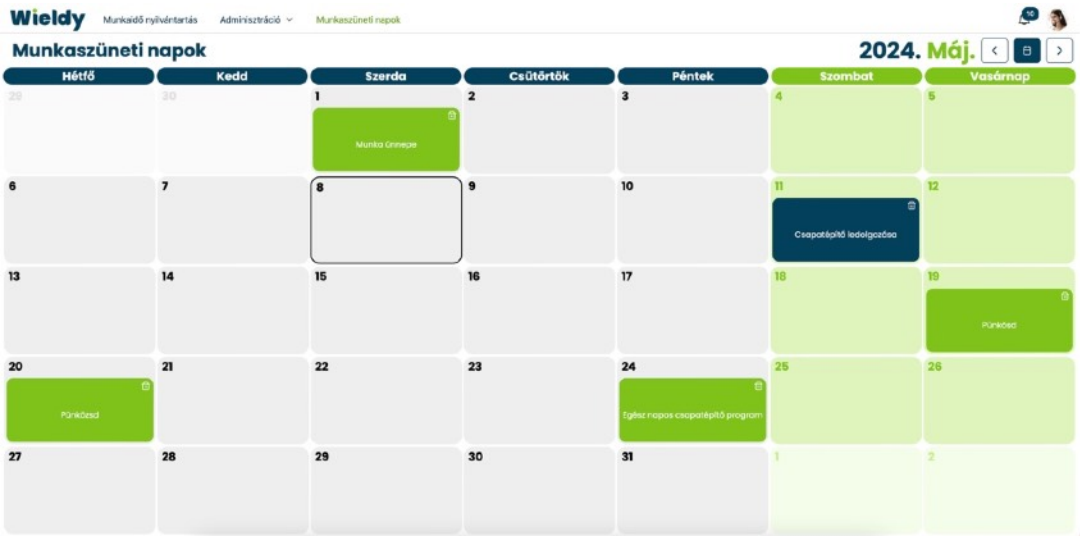 Wieldy Munkaidő nyilvántartás Adminisztráció Munkaszüneti napok 10
Munkaszüneti napok 2024. Máj.
Hétfő Kedd Szerda Csütörtök Péntek Szombat Vasárnap
29 30 1 2 3 4 5
Munka ünnepe
6 7 8 9 10 11 12
Csapatépítő ledolgozása
13 14 15 16 17 18 19
Pünkösd
20 21 22 23 24 25 26
Pünközsd Egész napos csapatépítő program
27 28 29 30 31 1 2